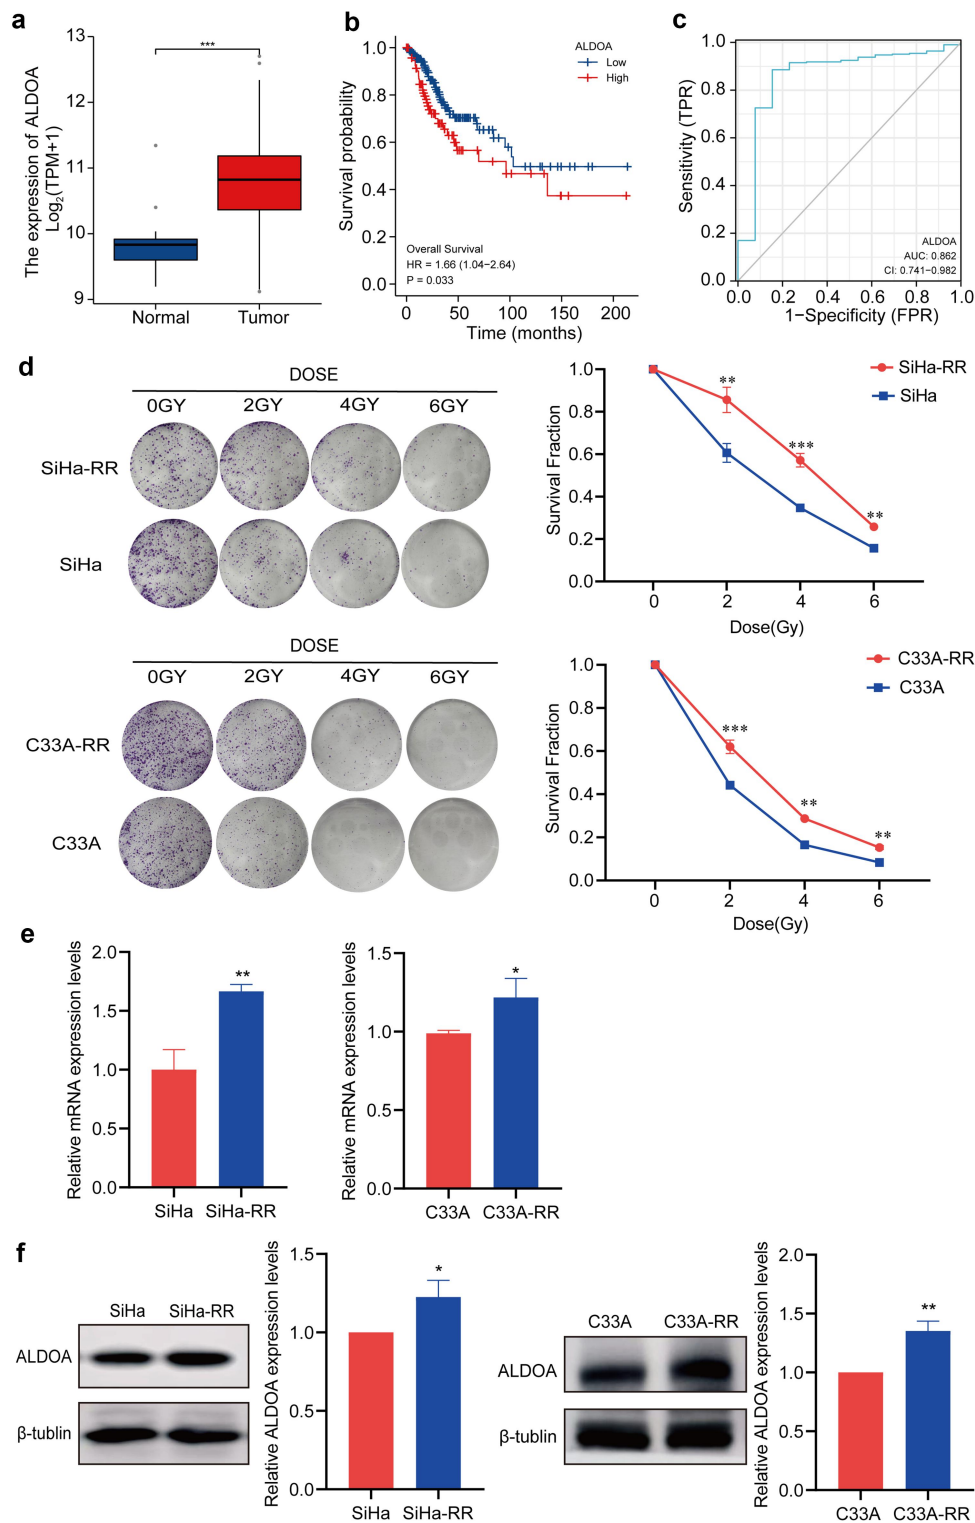 a
The expression of ALDOA
Log2(TPM+1)
13
12
11
10
9
***
Normal
Tumor
b
Survival probability
1.0
0.8
0.6
0.4
0.2
0.0
ALDOA
Low
High
Overall Survival
HR = 1.66 (1.04−2.64)
P = 0.033
0
50
100
150
200
Time (months)
c
Sensitivity (TPR)
1.0
0.8
0.6
0.4
0.2
0.0
ALDOA
AUC: 0.862
CI: 0.741−0.982
0.0
0.2
0.4
0.6
0.8
1.0
1−Specificity (FPR)
d
DOSE
0GY 2GY 4GY 6GY
SiHa-RR
SiHa
Survival Fraction
1.0
0.8
0.6
0.4
0.2
0.0
**
***
**
SiHa-RR
SiHa
0 2 4 6
Dose(Gy)
DOSE
0GY 2GY 4GY 6GY
C33A-RR
C33A
Survival Fraction
1.0
0.8
0.6
0.4
0.2
0.0
***
**
**
C33A-RR
C33A
0 2 4 6
Dose(Gy)
e
Relative mRNA expression levels
2.0
1.5
1.0
0.5
0.0
**
SiHa SiHa-RR
Relative mRNA expression levels
1.5
1.0
0.5
0.0
*
C33A C33A-RR
f
SiHa SiHa-RR
ALDOA
β-tublin
Relative ALDOA expression levels
1.5
1.0
0.5
0.0
*
SiHa SiHa-RR
C33A C33A-RR
ALDOA
β-tublin
Relative ALDOA expression levels
2.0
1.5
1.0
0.5
0.0
**
C33A C33A-RR